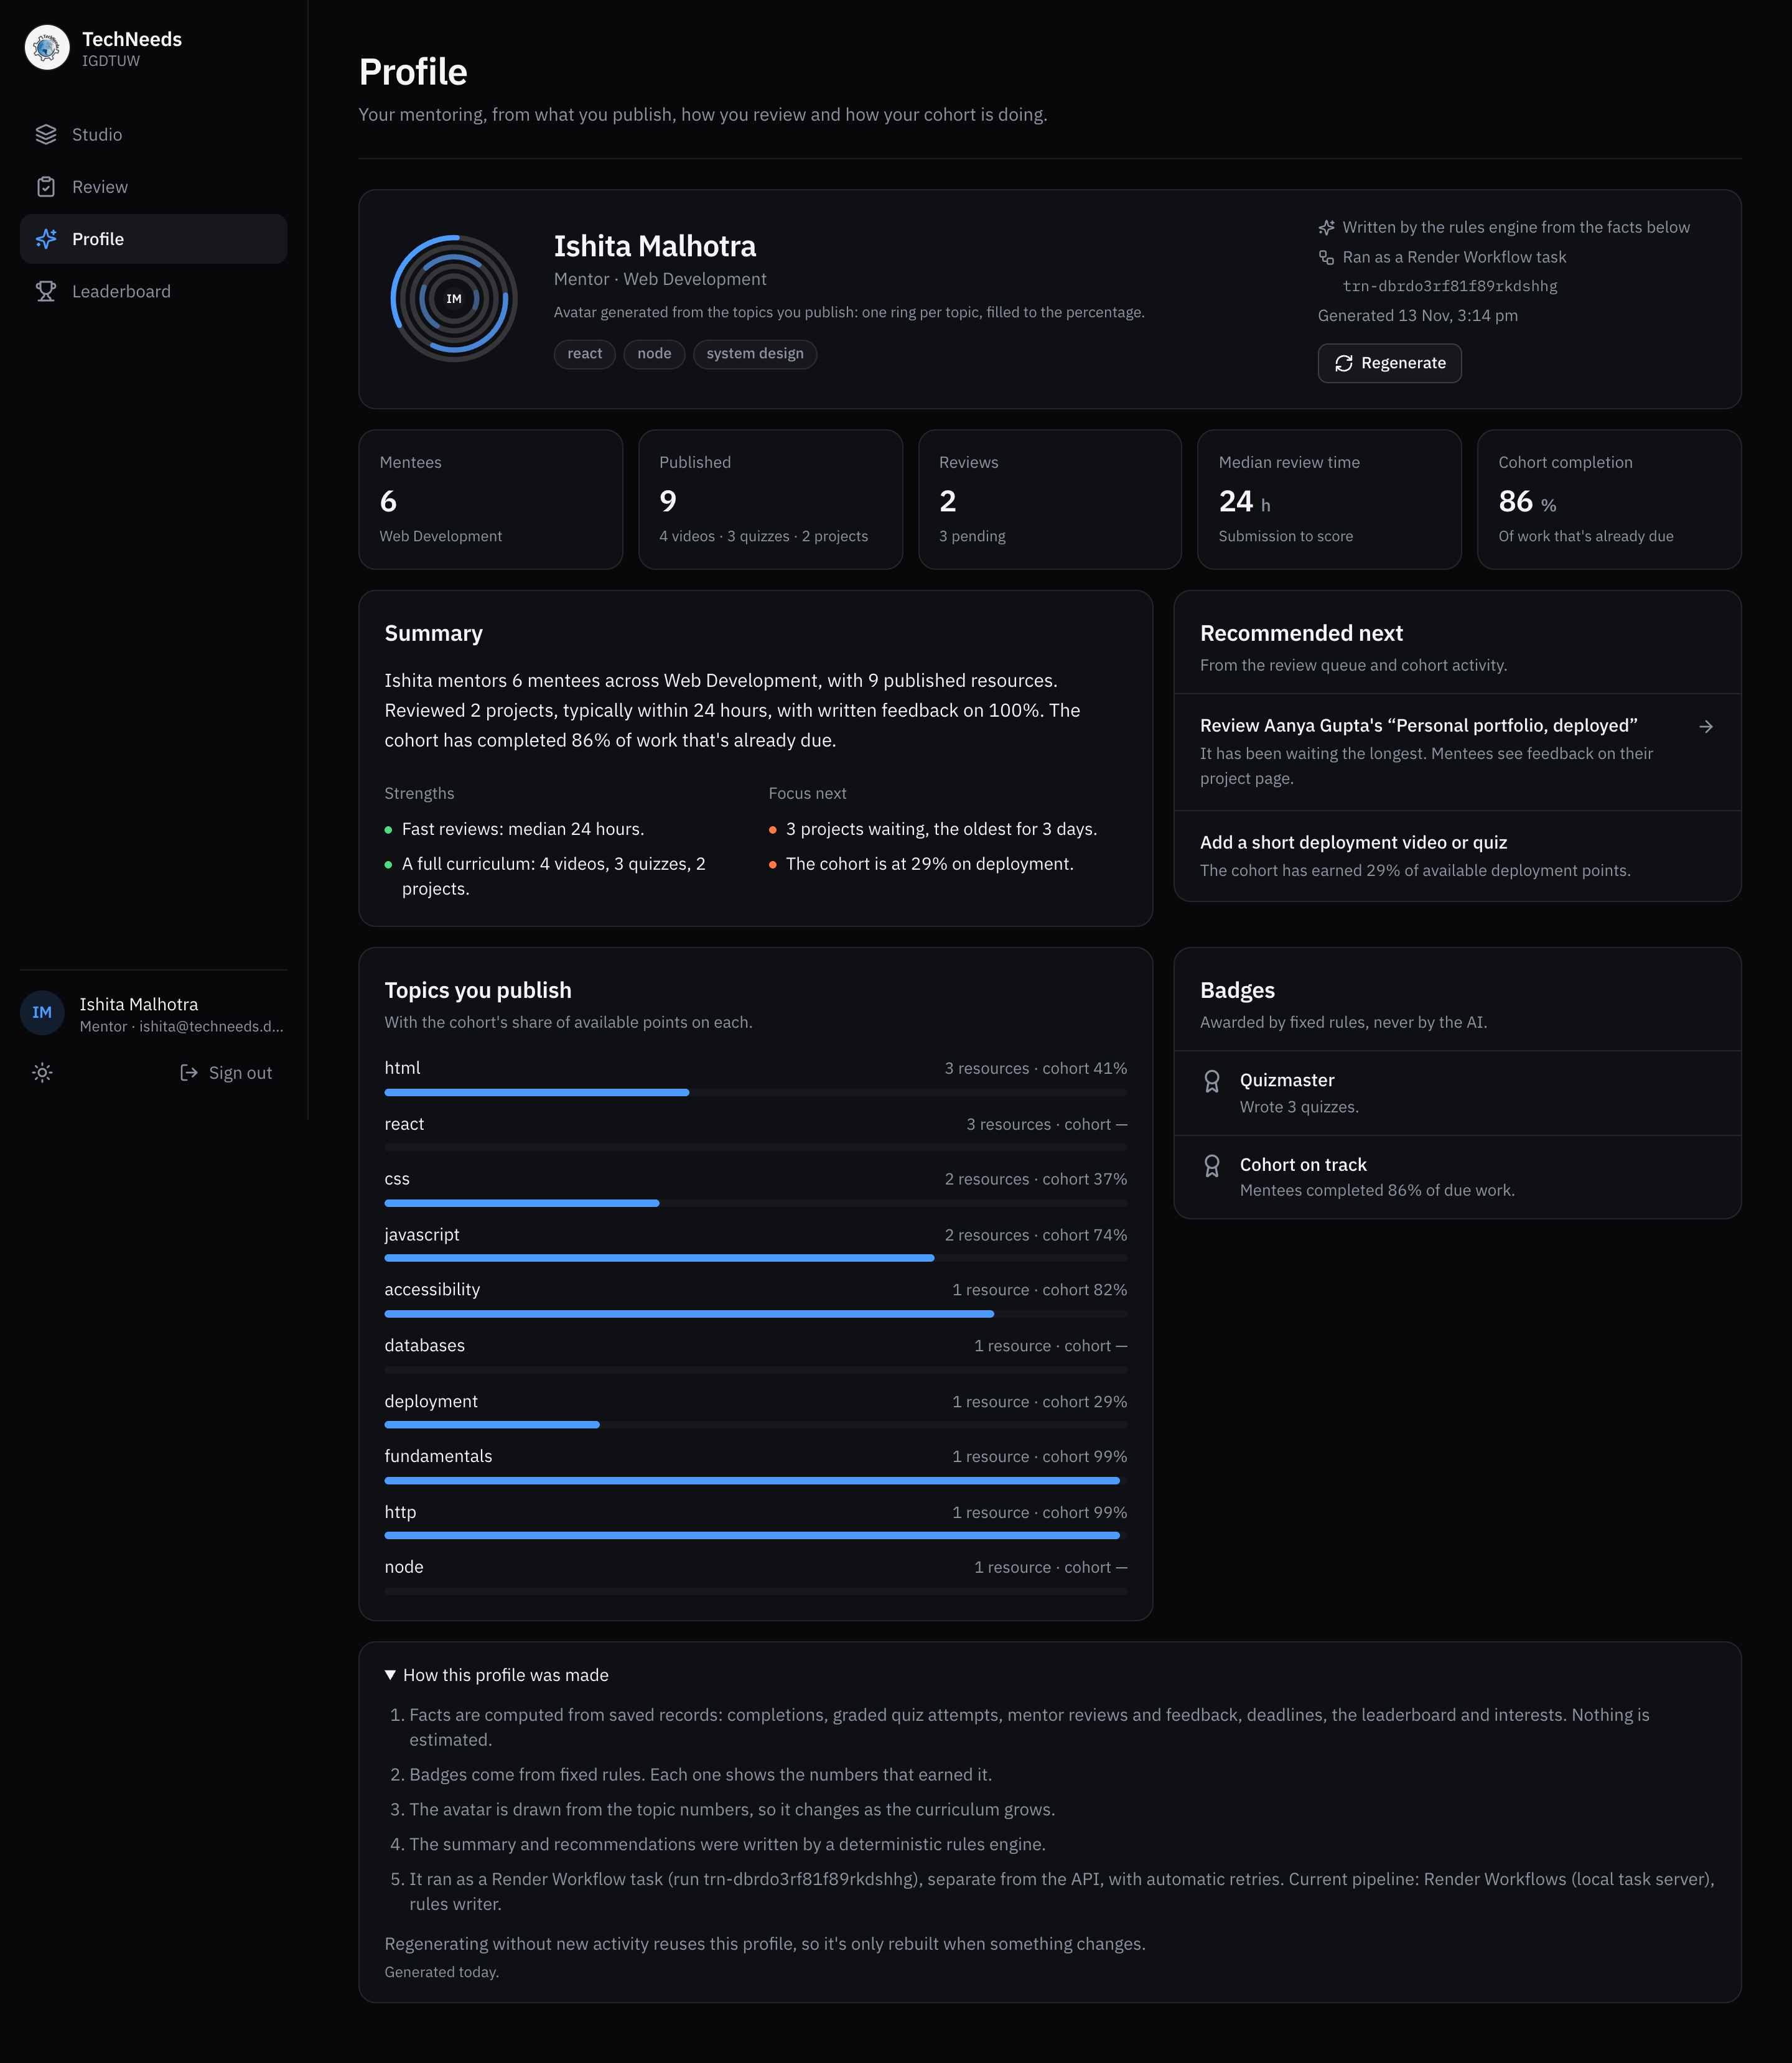 TechNeeds
IGDTUW
Studio
Review
Profile
Leaderboard
Ishita Malhotra
IM
Mentor · ishita@techneeds.d...
Sign out
Profile
Your mentoring, from what you publish, how you review and how your cohort is doing.
IM
Ishita Malhotra
Mentor · Web Development
Avatar generated from the topics you publish: one ring per topic, filled to the percentage.
react
node
system design
Written by the rules engine from the facts below
Ran as a Render Workflow task
trn-dbrdo3rf81f89rkdshhg
Generated 13 Nov, 3:14 pm
Regenerate
Mentees
6
Web Development
Published
9
4 videos · 3 quizzes · 2 projects
Reviews
2
3 pending
Median review time
24 h
Submission to score
Cohort completion
86 %
Of work that's already due
Summary
Ishita mentors 6 mentees across Web Development, with 9 published resources.
Reviewed 2 projects, typically within 24 hours, with written feedback on 100%. The
cohort has completed 86% of work that's already due.
Strengths
Fast reviews: median 24 hours.
A full curriculum: 4 videos, 3 quizzes, 2
projects.
Focus next
3 projects waiting, the oldest for 3 days.
The cohort is at 29% on deployment.
Recommended next
From the review queue and cohort activity.
Review Aanya Gupta's “Personal portfolio, deployed”
It has been waiting the longest. Mentees see feedback on their
project page.
Add a short deployment video or quiz
The cohort has earned 29% of available deployment points.
Topics you publish
With the cohort's share of available points on each.
html 3 resources · cohort 41%
react 3 resources · cohort —
css 2 resources · cohort 37%
javascript 2 resources · cohort 74%
accessibility 1 resource · cohort 82%
databases 1 resource · cohort —
deployment 1 resource · cohort 29%
fundamentals 1 resource · cohort 99%
http 1 resource · cohort 99%
node 1 resource · cohort —
Badges
Awarded by fixed rules, never by the AI.
Quizmaster
Wrote 3 quizzes.
Cohort on track
Mentees completed 86% of due work.
How this profile was made
1. Facts are computed from saved records: completions, graded quiz attempts, mentor reviews and feedback, deadlines, the leaderboard and interests. Nothing is
estimated.
2. Badges come from fixed rules. Each one shows the numbers that earned it.
3. The avatar is drawn from the topic numbers, so it changes as the curriculum grows.
4. The summary and recommendations were written by a deterministic rules engine.
5. It ran as a Render Workflow task (run trn-dbrdo3rf81f89rkdshhg), separate from the API, with automatic retries. Current pipeline: Render Workflows (local task server),
rules writer.
Regenerating without new activity reuses this profile, so it's only rebuilt when something changes.
Generated today.